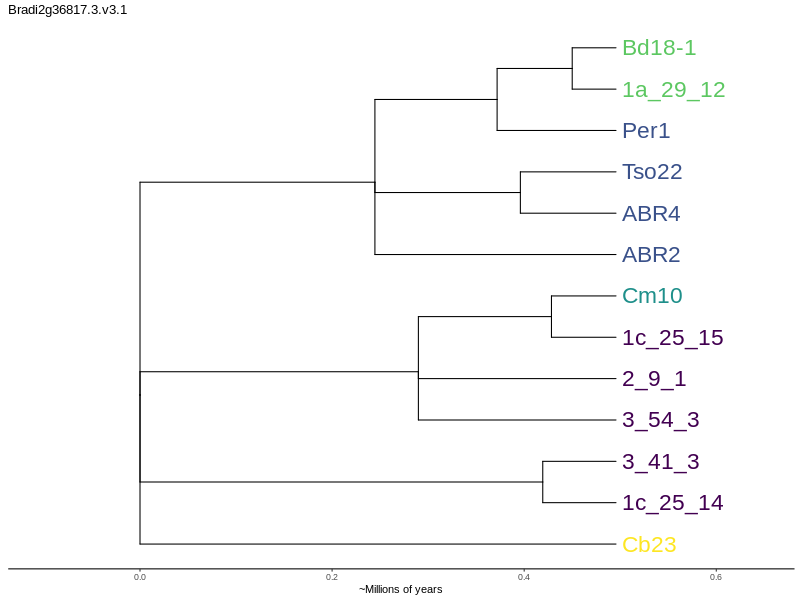 Bradi2g36817.3.v3.1
Bd18-1
1a_29_12
Per1
Tso22
ABR4
ABR2
Cm10
1c_25_15
2_9_1
3_54_3
3_41_3
1c_25_14
Cb23
0.0 0.2 0.4 0.6
~Millions of years